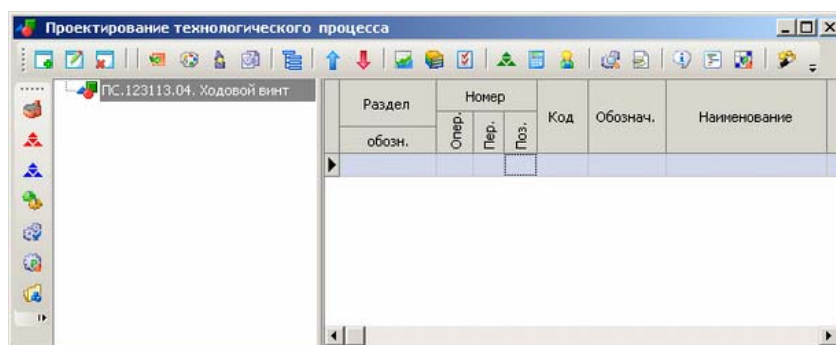 Проектирование технологического процесса
ПС.123113.04. Ходовой винт
Раздел
обозн.
Номер
Опер.
Пер.
Поз.
Код
Обознач.
Наименование